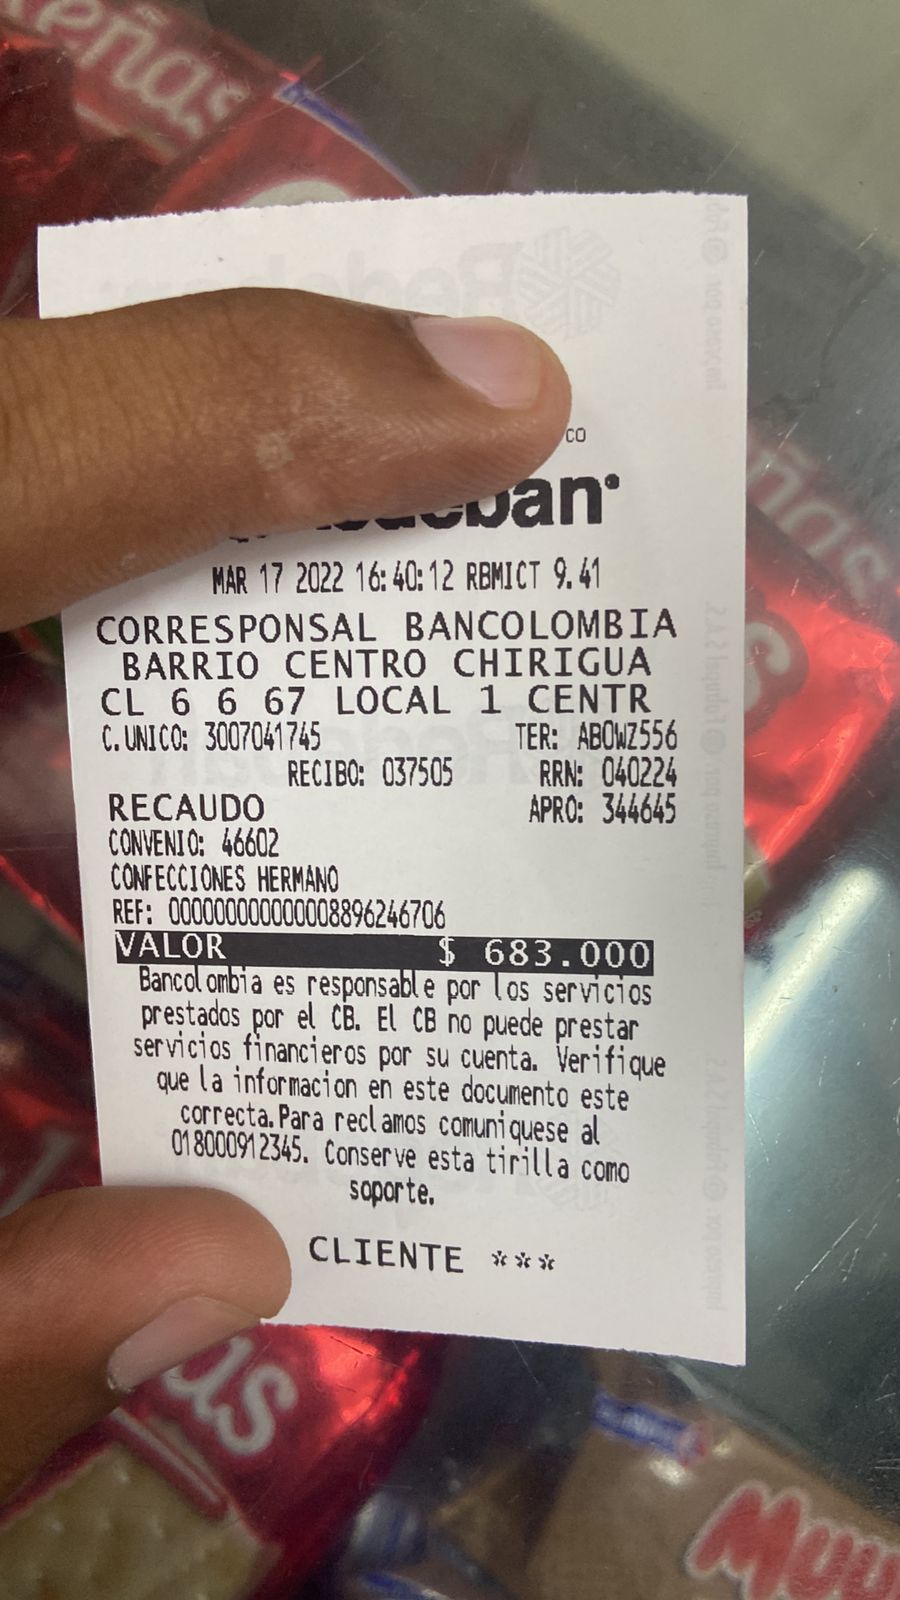 eñas
co
MAR 17 2022 16:40:12 RBMICT 9.41
CORRESPONSAL BANCOLOMBIA
BARRIO CENTRO CHIRIGUA
CL 6 6 67 LOCAL 1 CENTR
C.UNICO: 3007041745 TER: ABOWZ556
RECIBO: 037505 RRN: 040224
RECAUDO APRO: 344645
CONVENIO: 46602
CONFECCIONES HERMANO
REF: 00000000000008896246706
VALOR $ 683.000
Bancolombia es responsable por los servicios
prestados por el CB. El CB no puede prestar
servicios financieros por su cuenta. Verifique
que la informacion en este documento este
correcta.Para reclamos comuniquese al
018000912345. Conserve esta tirilla como
soporte.
CLIENTE ***